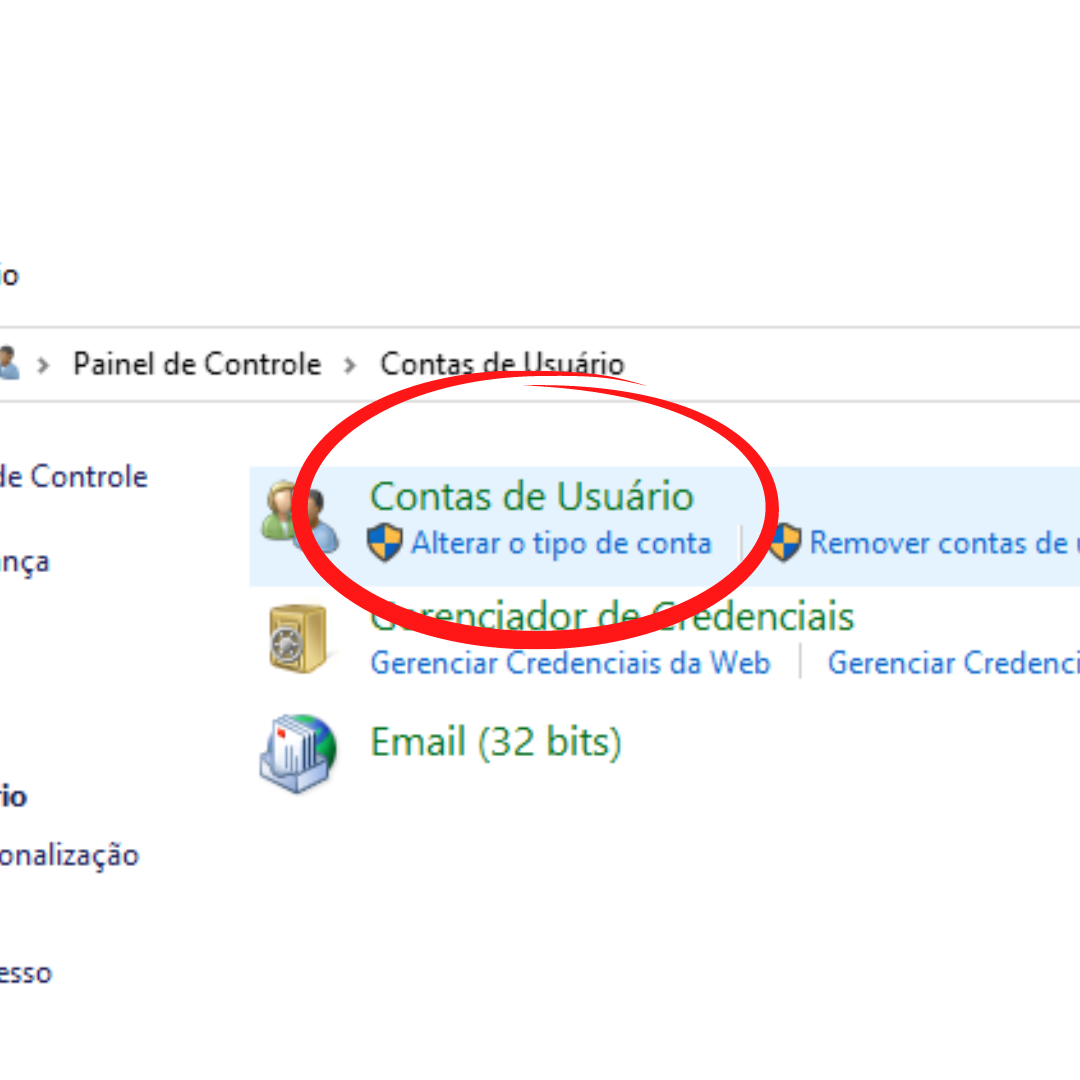 io
Painel de Controle Contas de Usuário
de Controle
Contas de Usuário
Alterar o tipo de conta Remover contas de
ança
Gerenciador de Credenciais
Gerenciar Credenciais da Web Gerenciar Credenci
Email (32 bits)
rio
onalização
esso